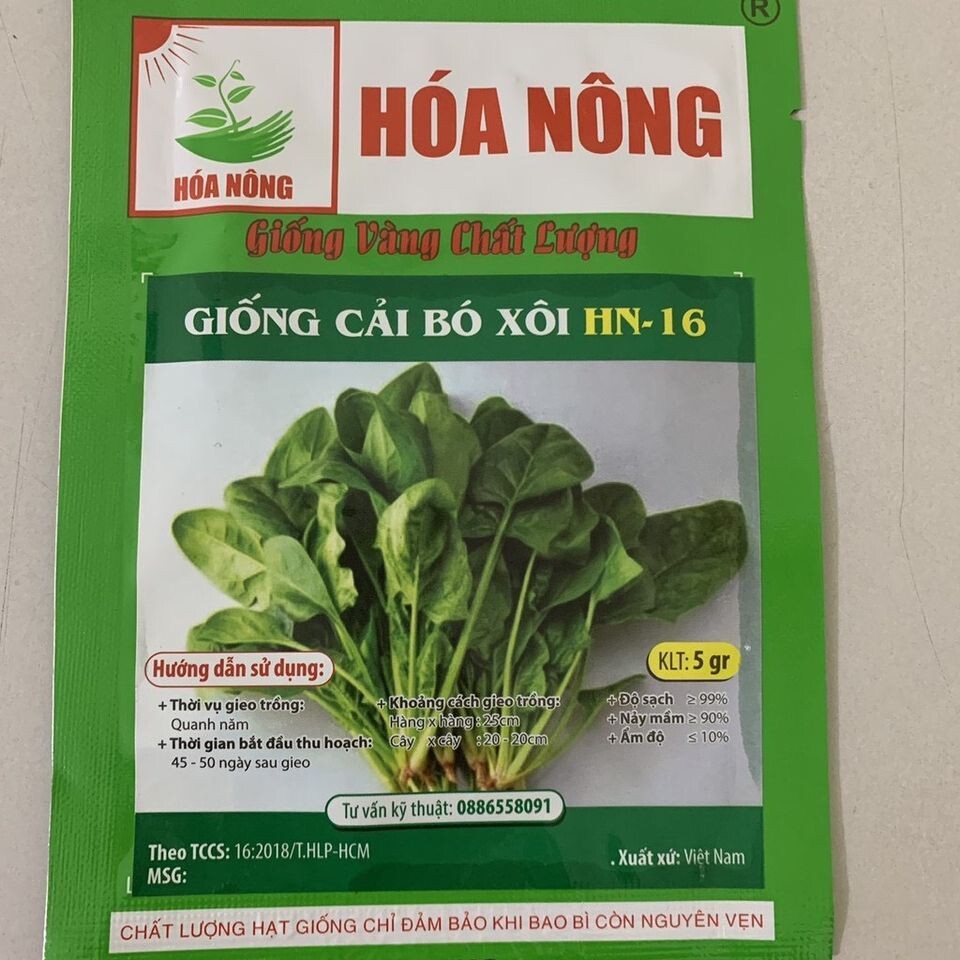 ®
HÓA NÔNG
HÓA NÔNG
Giống Vàng Chất Lượng
GIỐNG CẢI BÓ XÔI HN-16
Hướng dẫn sử dụng:
+ Thời vụ gieo trồng:
Quanh năm
+ Thời gian bắt đầu thu hoạch:
45 - 50 ngày sau gieo
+ Khoảng cách gieo trồng:
Hàng x hàng : 25cm
Cây x cây : 20 - 20cm
KLT: 5 gr
+ Độ sạch ≥ 99%
+ Nảy mầm ≥ 90%
+ Ẩm độ ≤ 10%
Tư vấn kỹ thuật: 0886558091
Theo TCCS: 16:2018/T.HLP-HCM
MSG:
. Xuất xứ: Việt Nam
CHẤT LƯỢNG HẠT GIỐNG CHỈ ĐẢM BẢO KHI BAO BÌ CÒN NGUYÊN VẸN